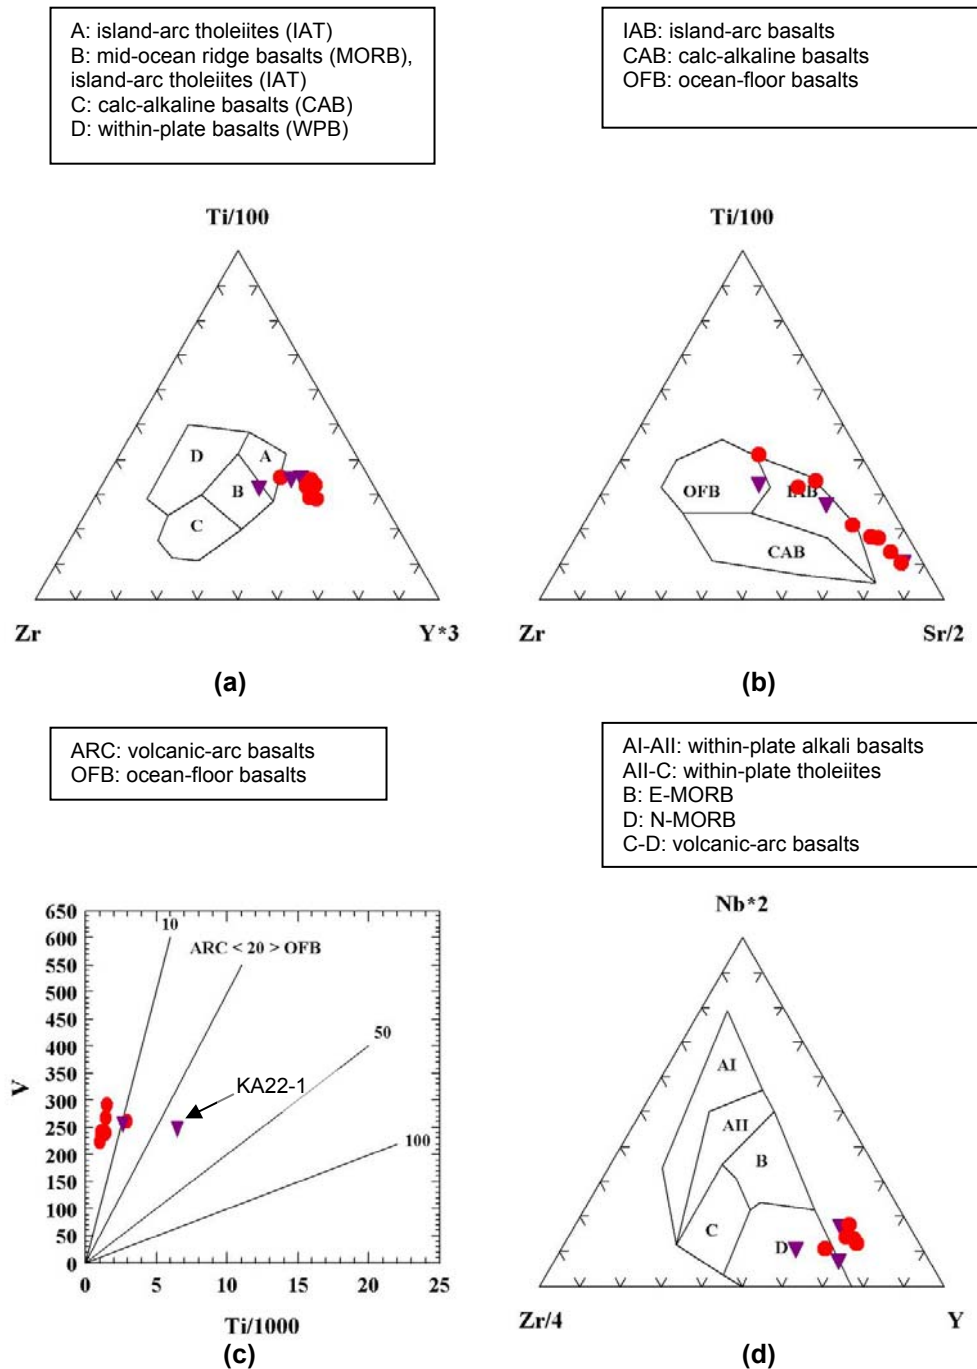 A: island-arc tholeiites (IAT)
B: mid-ocean ridge basalts (MORB),
island-arc tholeiites (IAT)
C: calc-alkaline basalts (CAB)
D: within-plate basalts (WPB)
IAB: island-arc basalts
CAB: calc-alkaline basalts
OFB: ocean-floor basalts
Ti/100
D
A
B
C
Zr
Y*3
(a)
Ti/100
OFB
IAB
CAB
Zr
Sr/2
(b)
ARC: volcanic-arc basalts
OFB: ocean-floor basalts
AI-AII: within-plate alkali basalts
AII-C: within-plate tholeiites
B: E-MORB
D: N-MORB
C-D: volcanic-arc basalts
650
600
550
500
450
400
350
300
250
200
150
100
50
0
V
10
ARC < 20 > OFB
50
KA22-1
100
0
5
10
15
20
25
Ti/1000
(c)
Nb*2
AI
AII
B
C
D
Zr/4
Y
(d)